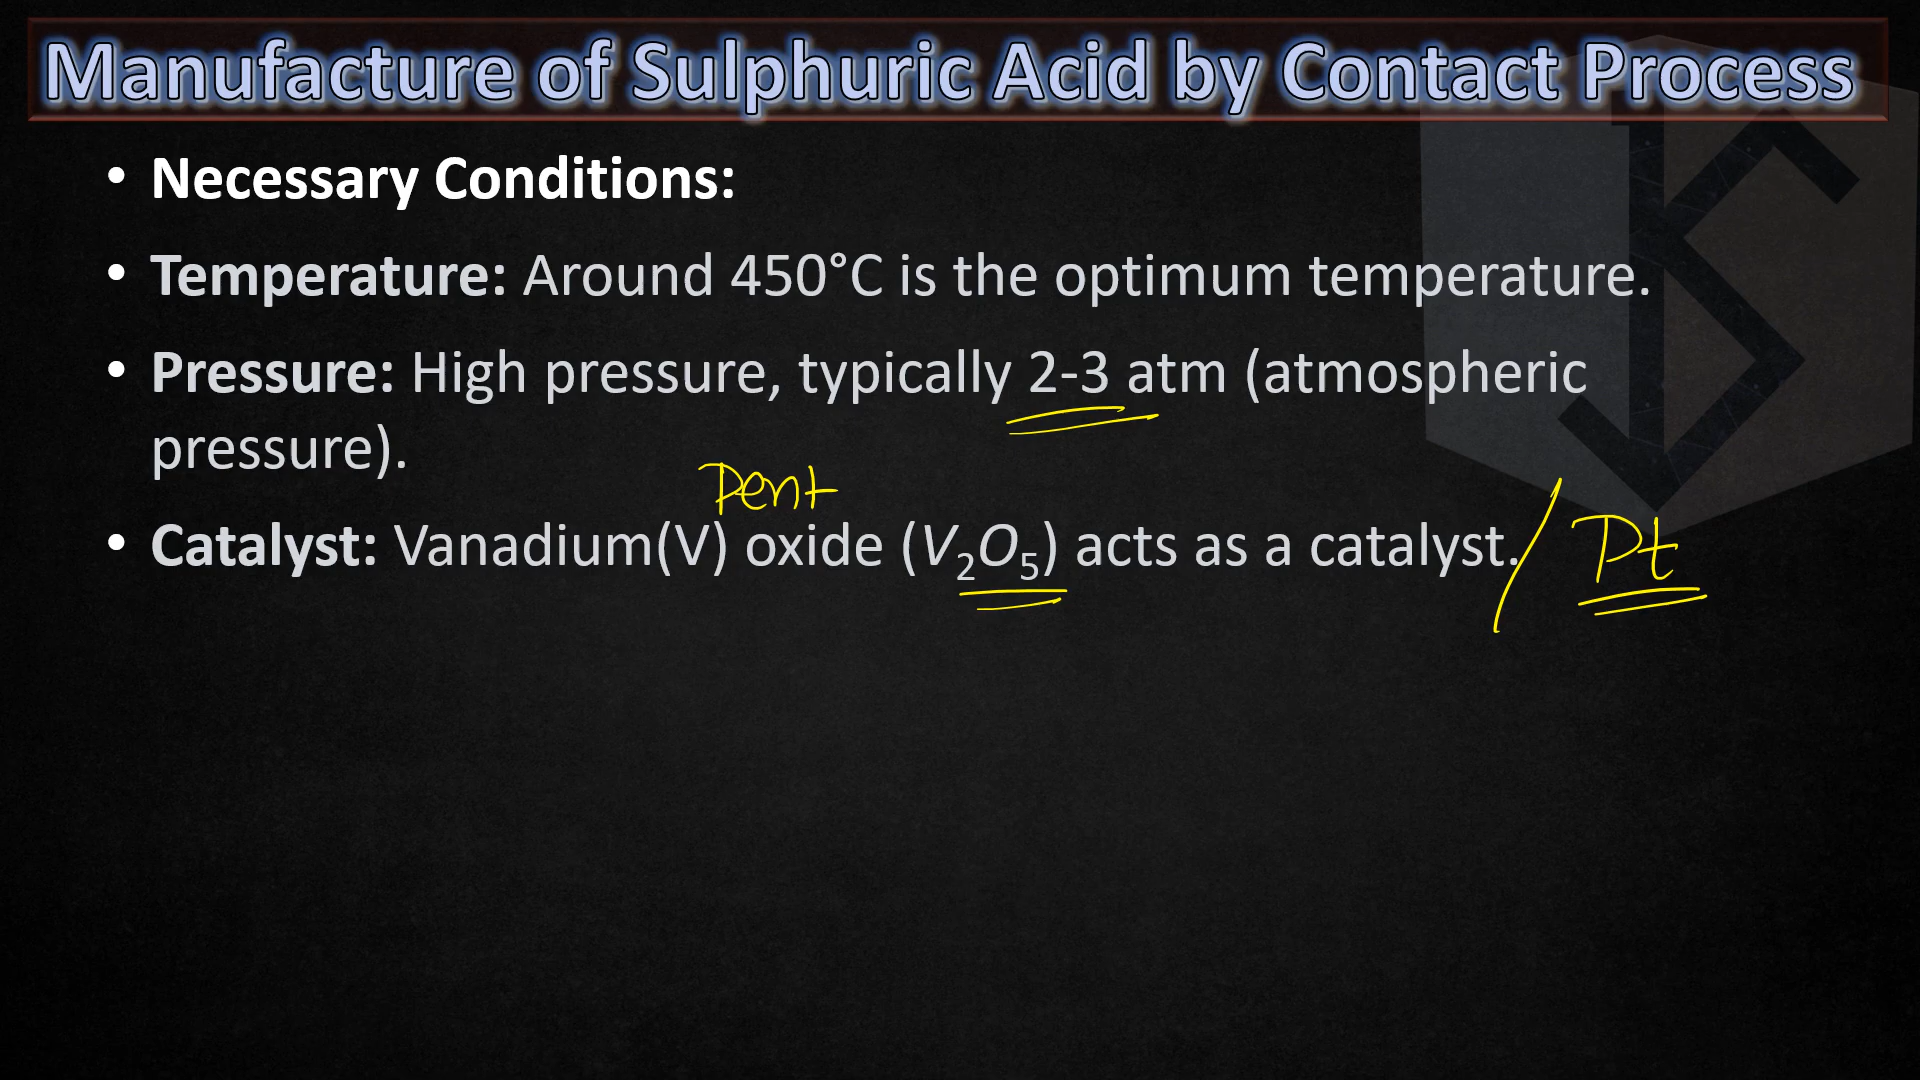 Manufacture of Sulphuric Acid by Contact Process
• Necessary Conditions:
• Temperature: Around 450°C is the optimum temperature.
• Pressure: High pressure, typically 2-3 atm (atmospheric
pressure).
Pent
• Catalyst: Vanadium(V) oxide (V₂O₅) acts as a catalyst. / Pt